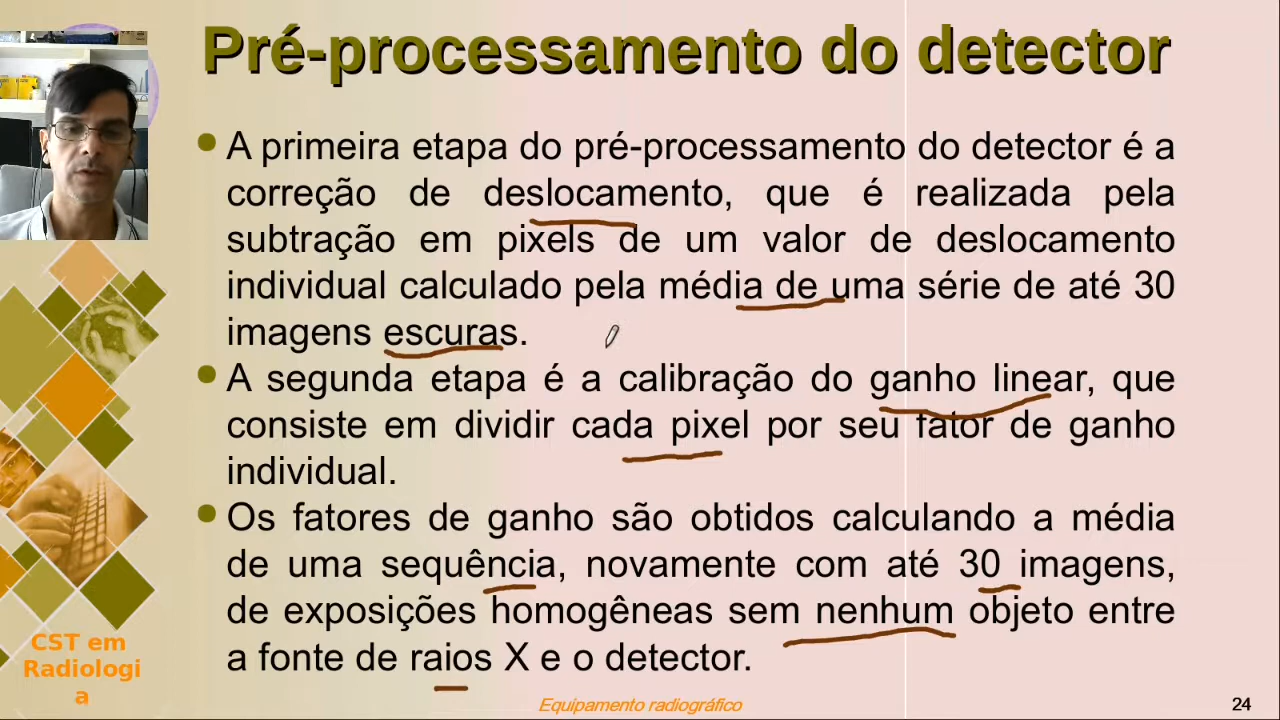 Pré-processamento do detector
A primeira etapa do pré-processamento do detector é a
correção de deslocamento, que é realizada pela
subtração em pixels de um valor de deslocamento
individual calculado pela média de uma série de até 30
imagens escuras.
A segunda etapa é a calibração do ganho linear, que
consiste em dividir cada pixel por seu fator de ganho
individual.
Os fatores de ganho são obtidos calculando a média
de uma sequência, novamente com até 30 imagens,
de exposições homogêneas sem nenhum objeto entre
a fonte de raios X e o detector.
CST em
Radiologi
a
Equipamento radiográfico
24